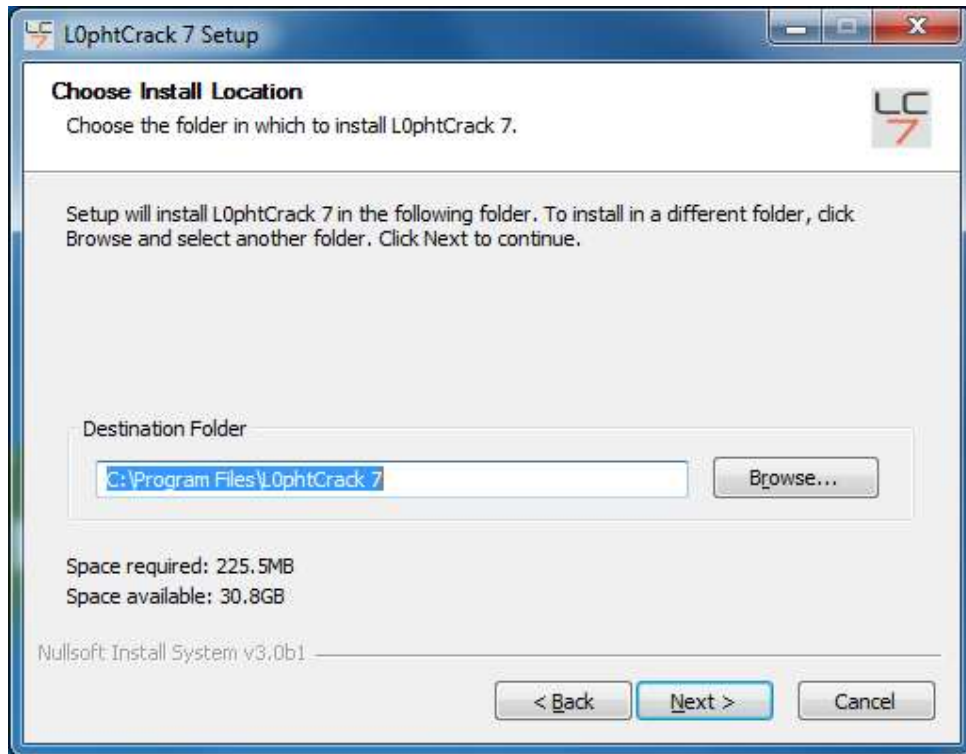 LC
7
L0phtCrack 7 Setup
Choose Install Location
Choose the folder in which to install L0phtCrack 7.
LC
7
Setup will install L0phtCrack 7 in the following folder. To install in a different folder, click
Browse and select another folder. Click Next to continue.
Destination Folder
C:\Program Files\L0phtCrack 7
Browse...
Space required: 225.5MB
Space available: 30.8GB
Nullsoft Install System v3.0b1
< Back
Next >
Cancel